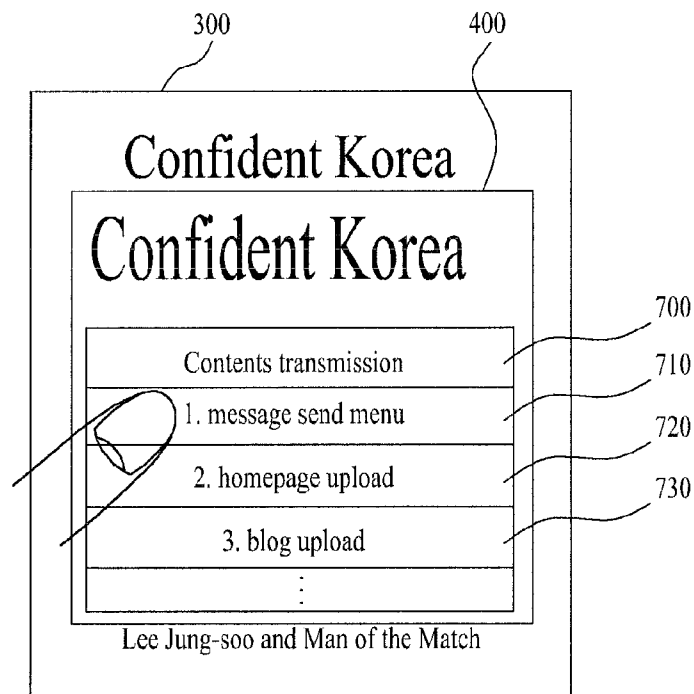 300
400
Confident Korea
Confident Korea
700
Contents transmission
710
1. message send menu
720
2. homepage upload
730
3. blog upload
⋮
Lee Jung-soo and Man of the Match